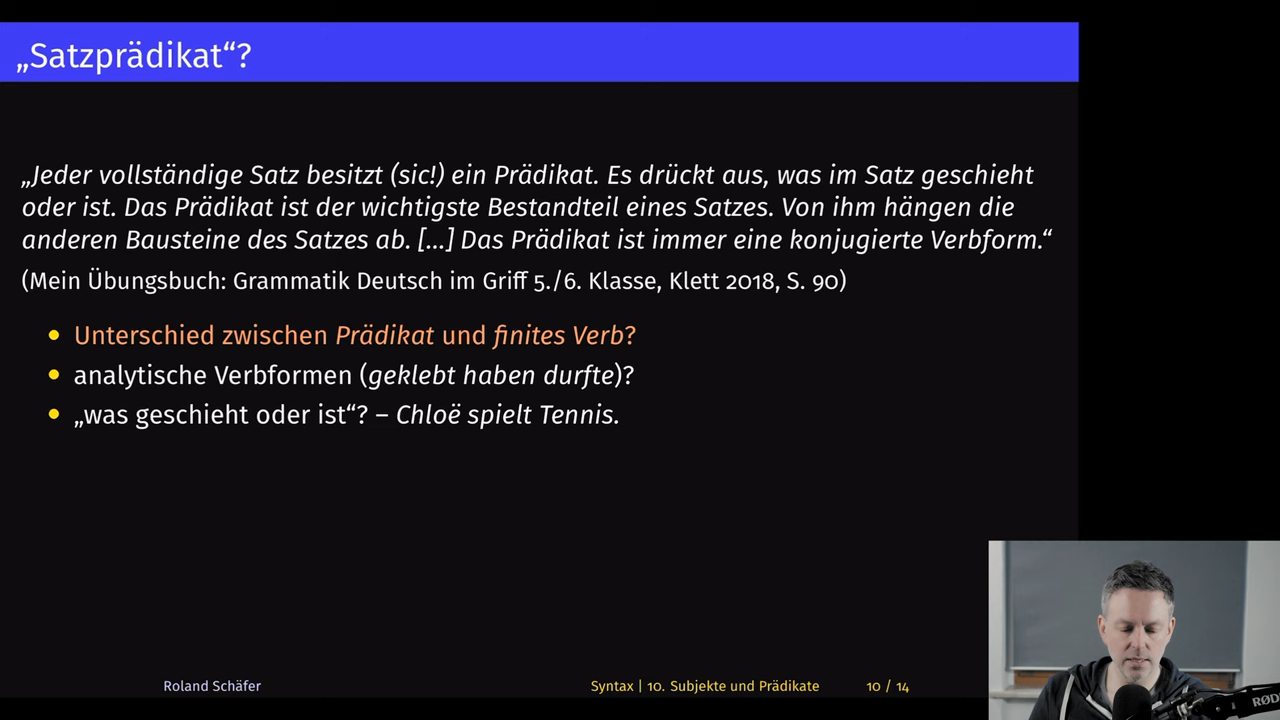 „Satzprädikat“?
„Jeder vollständige Satz besitzt (sic!) ein Prädikat. Es drückt aus, was im Satz geschieht
oder ist. Das Prädikat ist der wichtigste Bestandteil eines Satzes. Von ihm hängen die
anderen Bausteine des Satzes ab. [...] Das Prädikat ist immer eine konjugierte Verbform.“
(Mein Übungsbuch: Grammatik Deutsch im Griff 5./6. Klasse, Klett 2018, S. 90)
• Unterschied zwischen Prädikat und finites Verb?
• analytische Verbformen (geklebt haben durfte)?
• „was geschieht oder ist“? – Chloë spielt Tennis.
Roland Schäfer
Syntax | 10. Subjekte und Prädikate
10 / 14
RØD